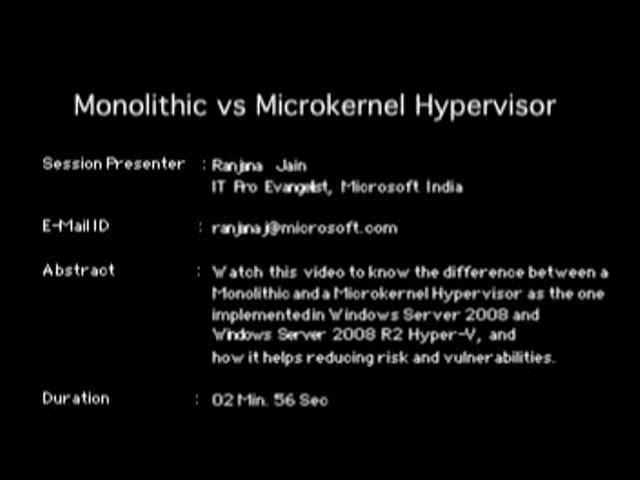 Monolithic vs Microkernel Hypervisor
Session Presenter : Ranjana Jain
IT Pro Evangelist, Microsoft India
E-Mail ID : ranjanaj@microsoft.com
Abstract : Watch this video to know the difference between a
Monolithic and a Microkernel Hypervisor as the one
implemented in Windows Server 2008 and
Windows Server 2008 R2 Hyper-V, and
how it helps reducing risk and vulnerabilities.
Duration : 02 Min. 56 Sec